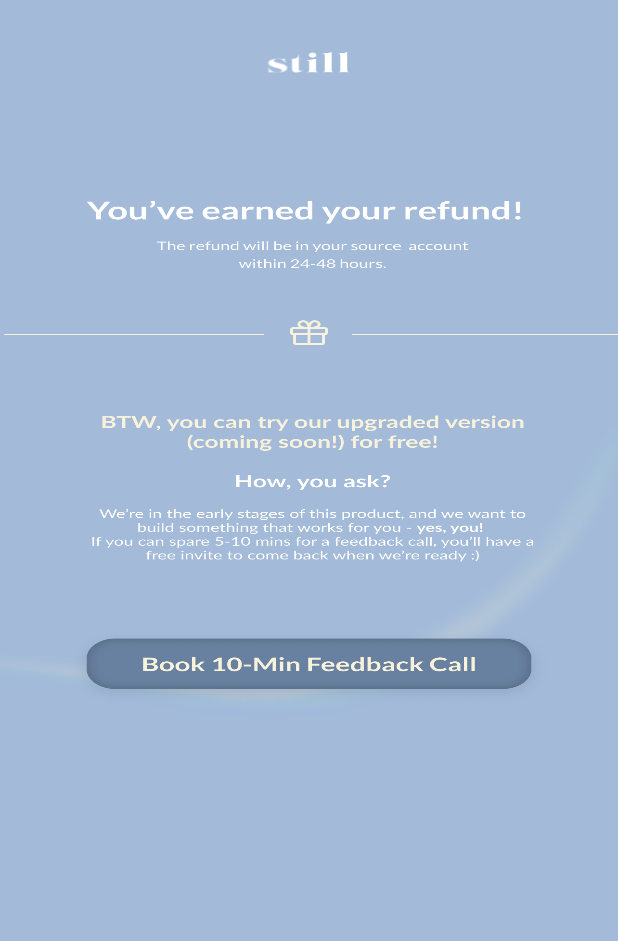 still
You’ve earned your refund!
The refund will be in your source account
within 24-48 hours.
BTW, you can try our upgraded version
(coming soon!) for free!
How, you ask?
We're in the early stages of this product, and we want to
build something that works for you - yes, you!
If you can spare 5-10 mins for a feedback call, you’ll have a
free invite to come back when we’re ready :)
Book 10-Min Feedback Call